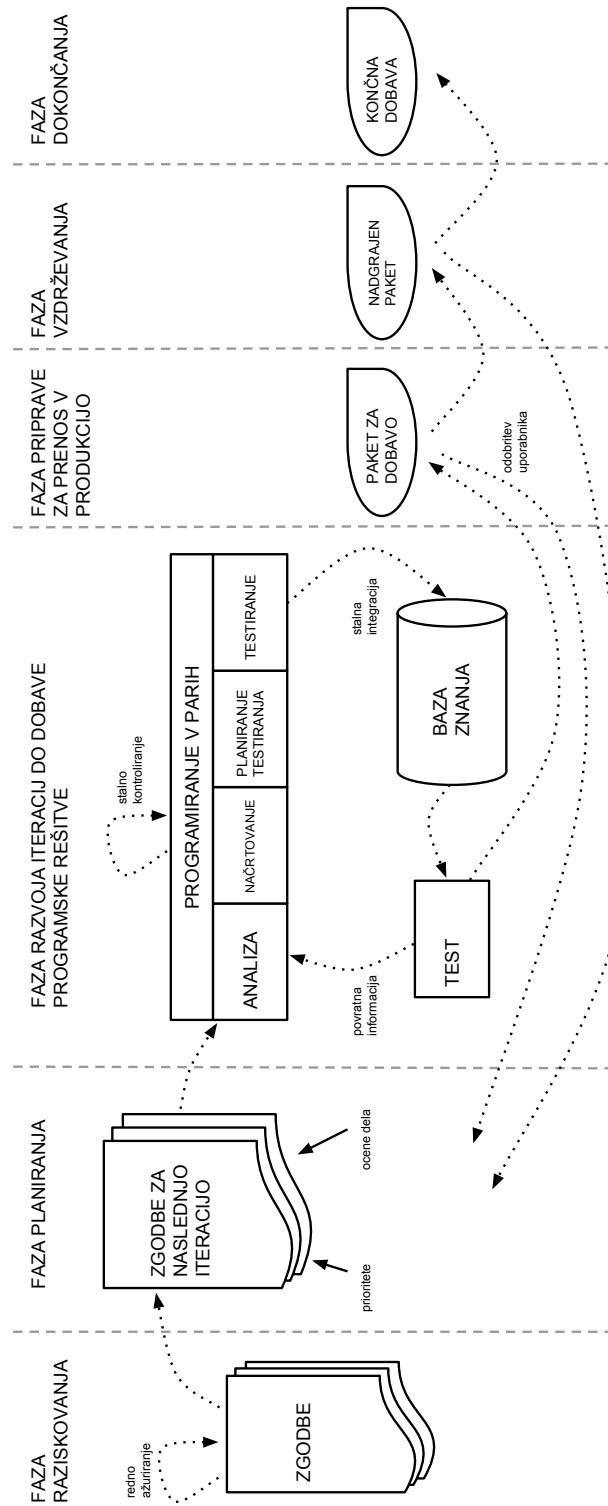 FAZA
RAZISKOVANJA
redno
ažuriranje
ZGODBE
FAZA PLANIRANJA
ZGODBE ZA
NASLEDNJO
ITERACIJO
prioritete
ocene dela
FAZA RAZVOJA ITERACIJ DO DOBAVE
PROGRAMSKE REŠITVE
stalno
kontroliranje
PROGRAMIRANJE V PARIH
ANALIZA
NAČRTOVANJE
PLANIRANJE
TESTIRANJA
TESTIRANJE
povratna
informacija
stalna
integracija
TEST
BAZA
ZNANJA
FAZA PRIPRAVE
ZA PRENOS V
PRODUKCIJO
PAKET ZA
DOBAVO
odobritev
uporabnika
FAZA
VZDRŽEVANJA
NADGRAJEN
PAKET
FAZA
DOKONČANJA
KONČNA
DOBAVA